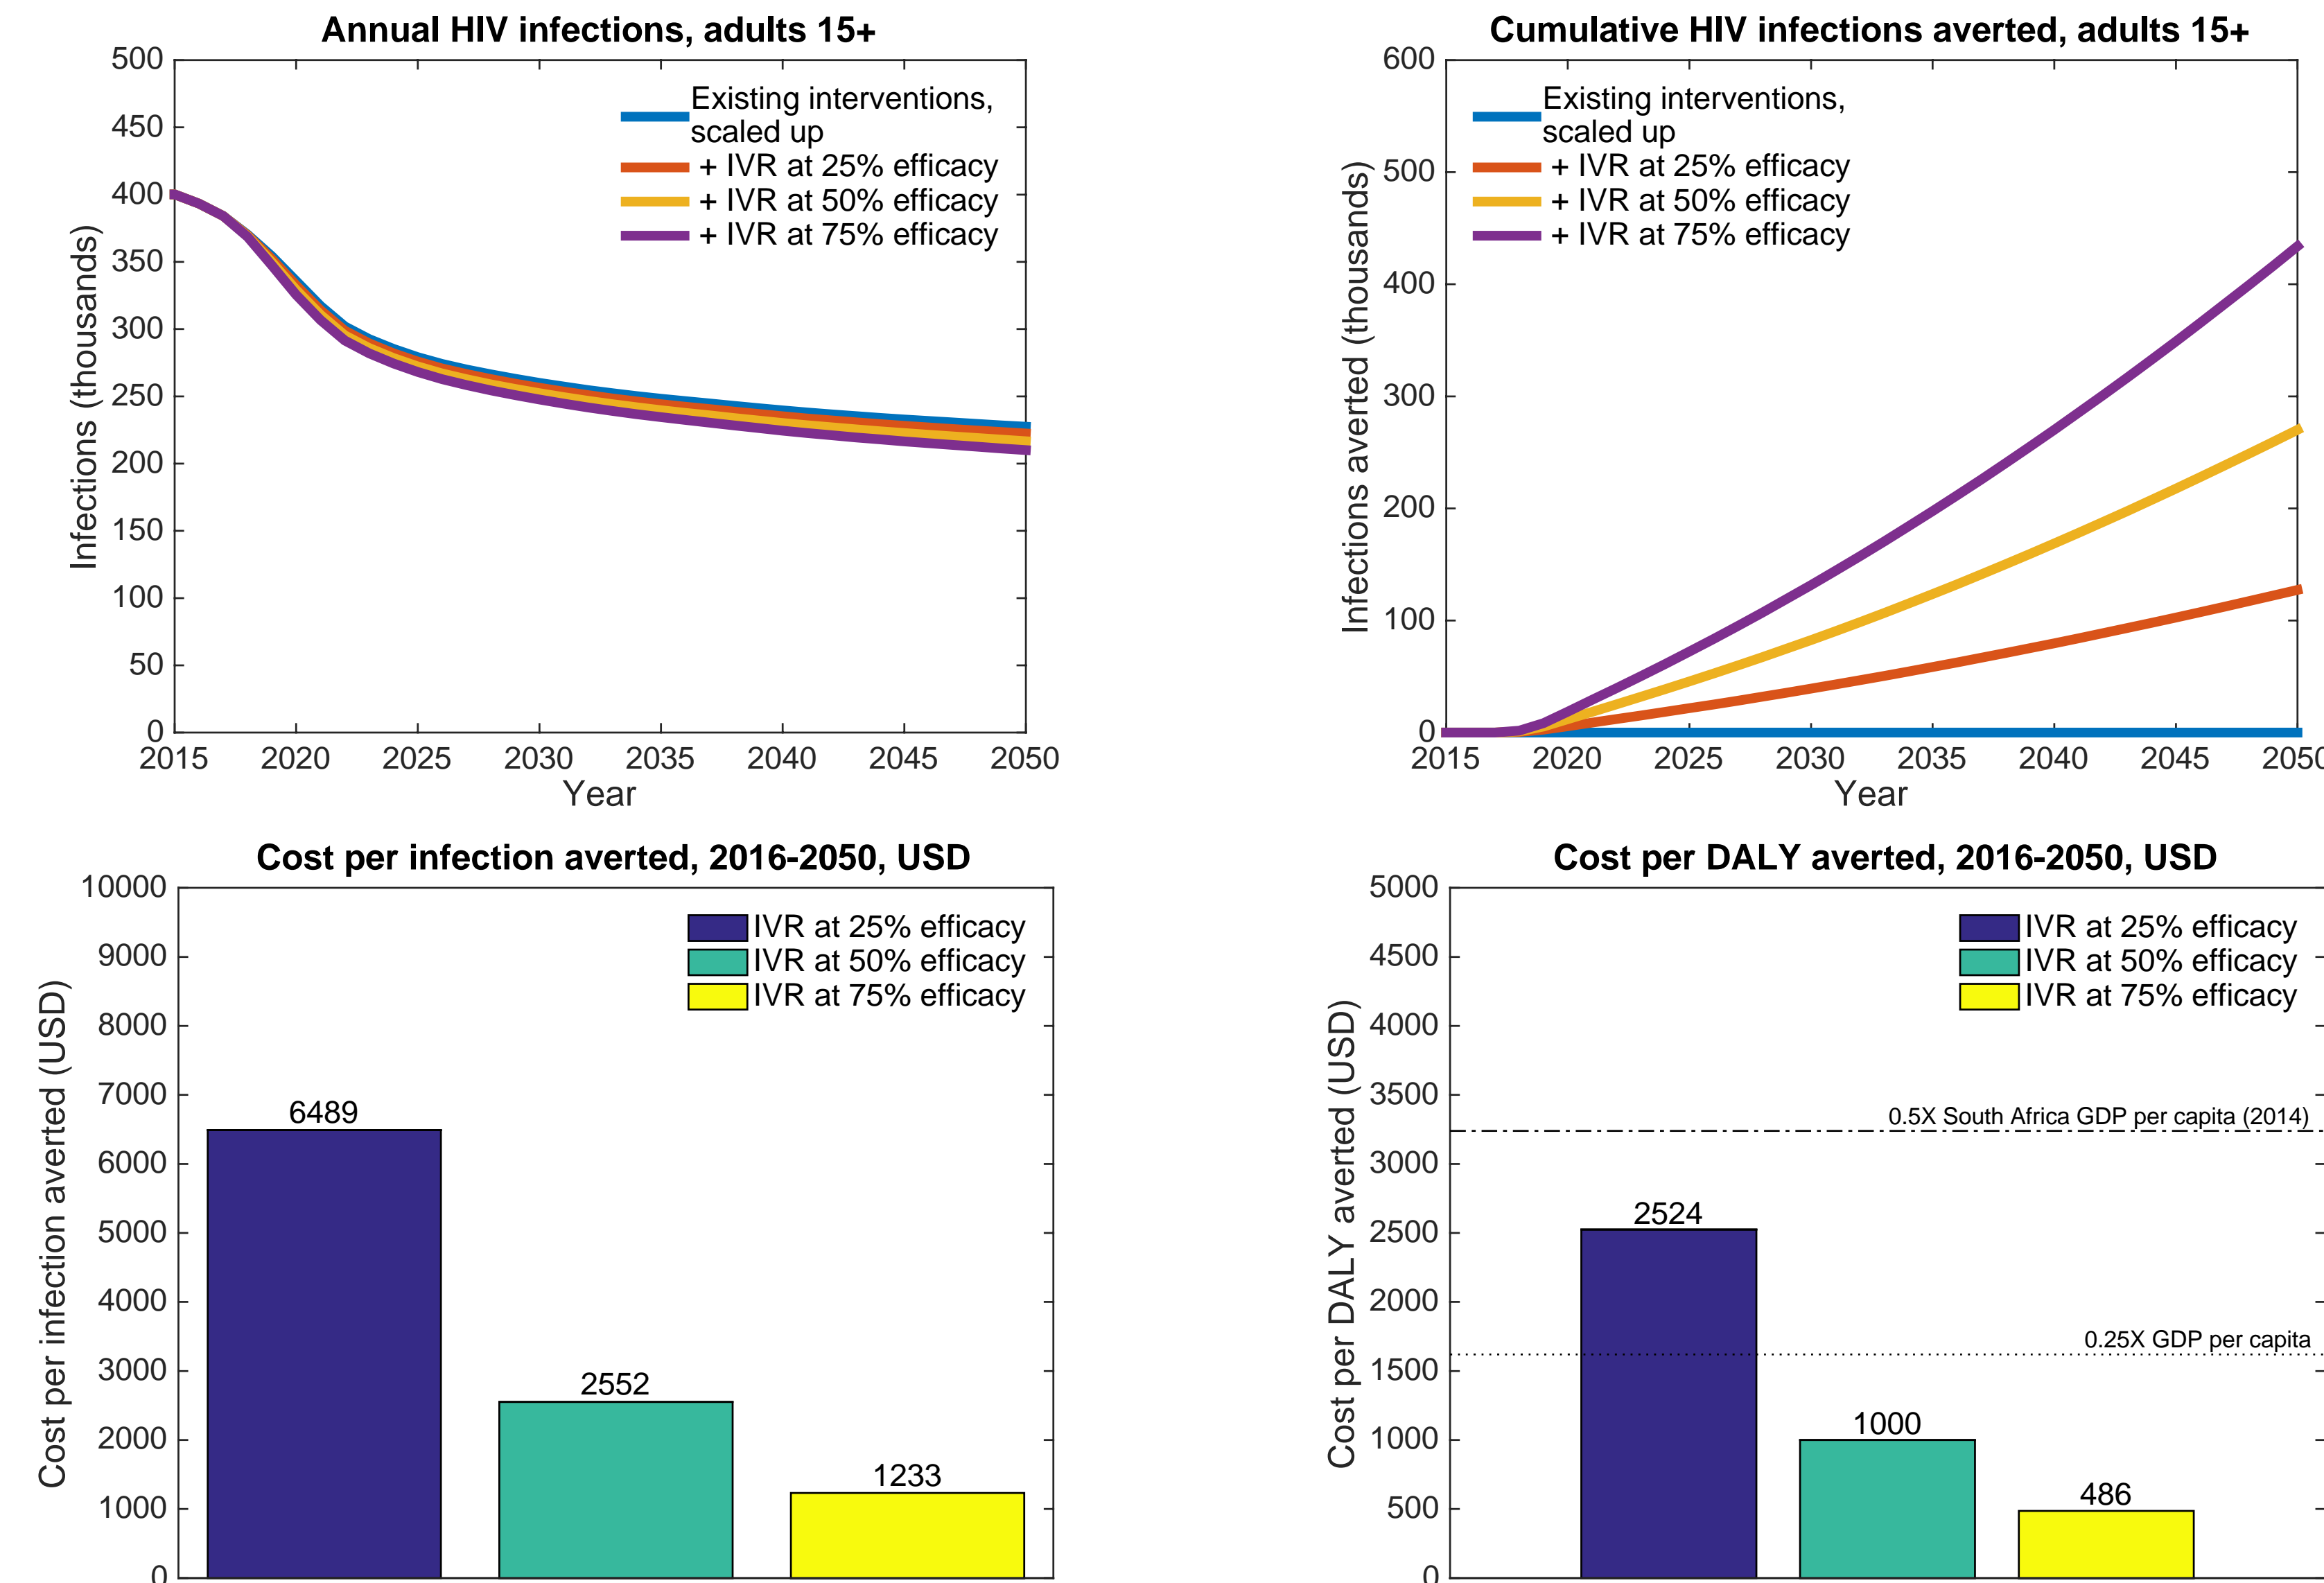 Annual HIV infections, adults 15+
500
450
400
350
300
250
200
150
100
50
0
Infections (thousands)
Existing interventions,
scaled up
+ IVR at 25% efficacy
+ IVR at 50% efficacy
+ IVR at 75% efficacy
2015 2020 2025 2030 2035 2040 2045 2050
Year
Cumulative HIV infections averted, adults 15+
600
500
400
300
200
100
0
Infections averted (thousands)
Existing interventions,
scaled up
+ IVR at 25% efficacy
+ IVR at 50% efficacy
+ IVR at 75% efficacy
2015 2020 2025 2030 2035 2040 2045 2050
Year
Cost per infection averted, 2016-2050, USD
10000
9000
8000
7000
6000
5000
4000
3000
2000
1000
0
Cost per infection averted (USD)
IVR at 25% efficacy
IVR at 50% efficacy
IVR at 75% efficacy
6489
2552
1233
Cost per DALY averted, 2016-2050, USD
5000
4500
4000
3500
3000
2500
2000
1500
1000
500
0
Cost per DALY averted (USD)
IVR at 25% efficacy
IVR at 50% efficacy
IVR at 75% efficacy
0.5X South Africa GDP per capita (2014)
2524
0.25X GDP per capita
1000
486